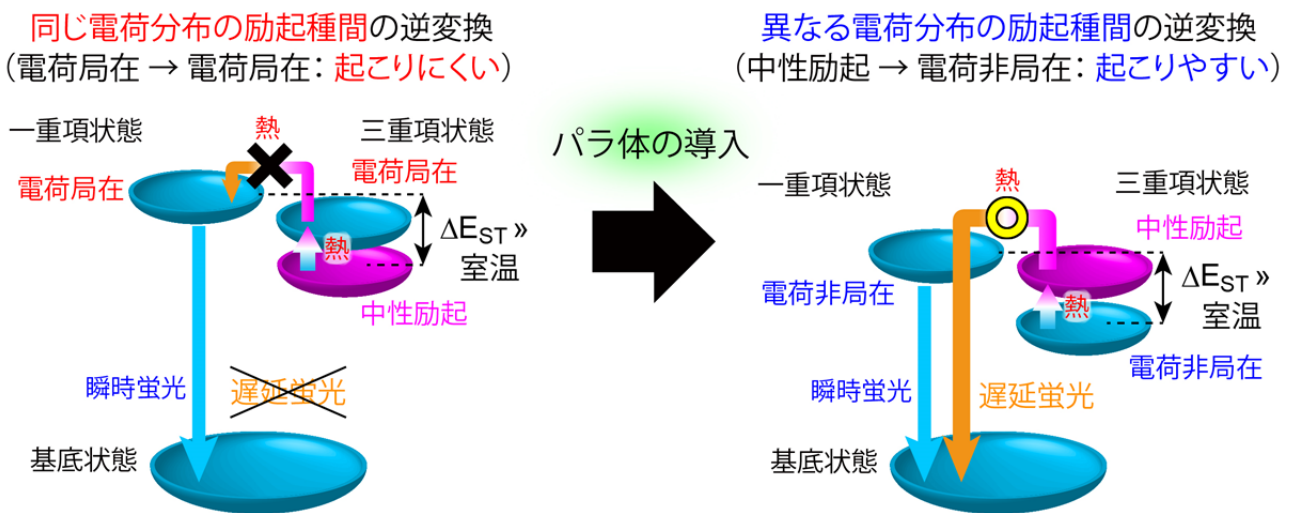 同じ電荷分布の励起種間の逆変換
(電荷局在 → 電荷局在: 起こりにくい)
一重項状態
熱
三重項状態
電荷局在
電荷局在
ΔEST »
室温
熱
中性励起
瞬時蛍光
遅延蛍光
基底状態
パラ体の導入
異なる電荷分布の励起種間の逆変換
(中性励起 → 電荷非局在: 起こりやすい)
一重項状態
熱
三重項状態
中性励起
電荷非局在
ΔEST »
室温
熱
電荷非局在
瞬時蛍光
遅延蛍光
基底状態